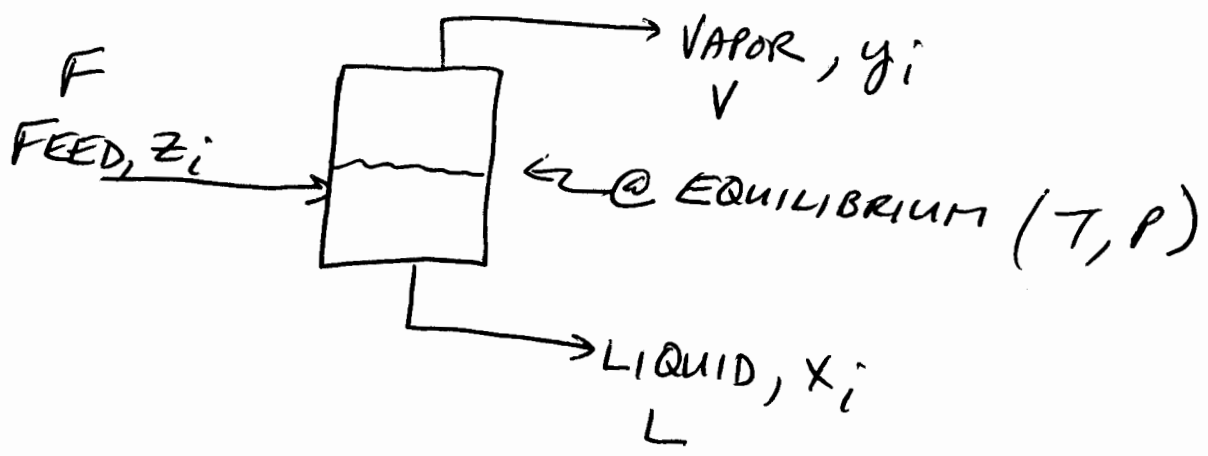 F
FEED, zi
VAPOR, yi
V
@ EQUILIBRIUM (T, P)
LIQUID, xi
L